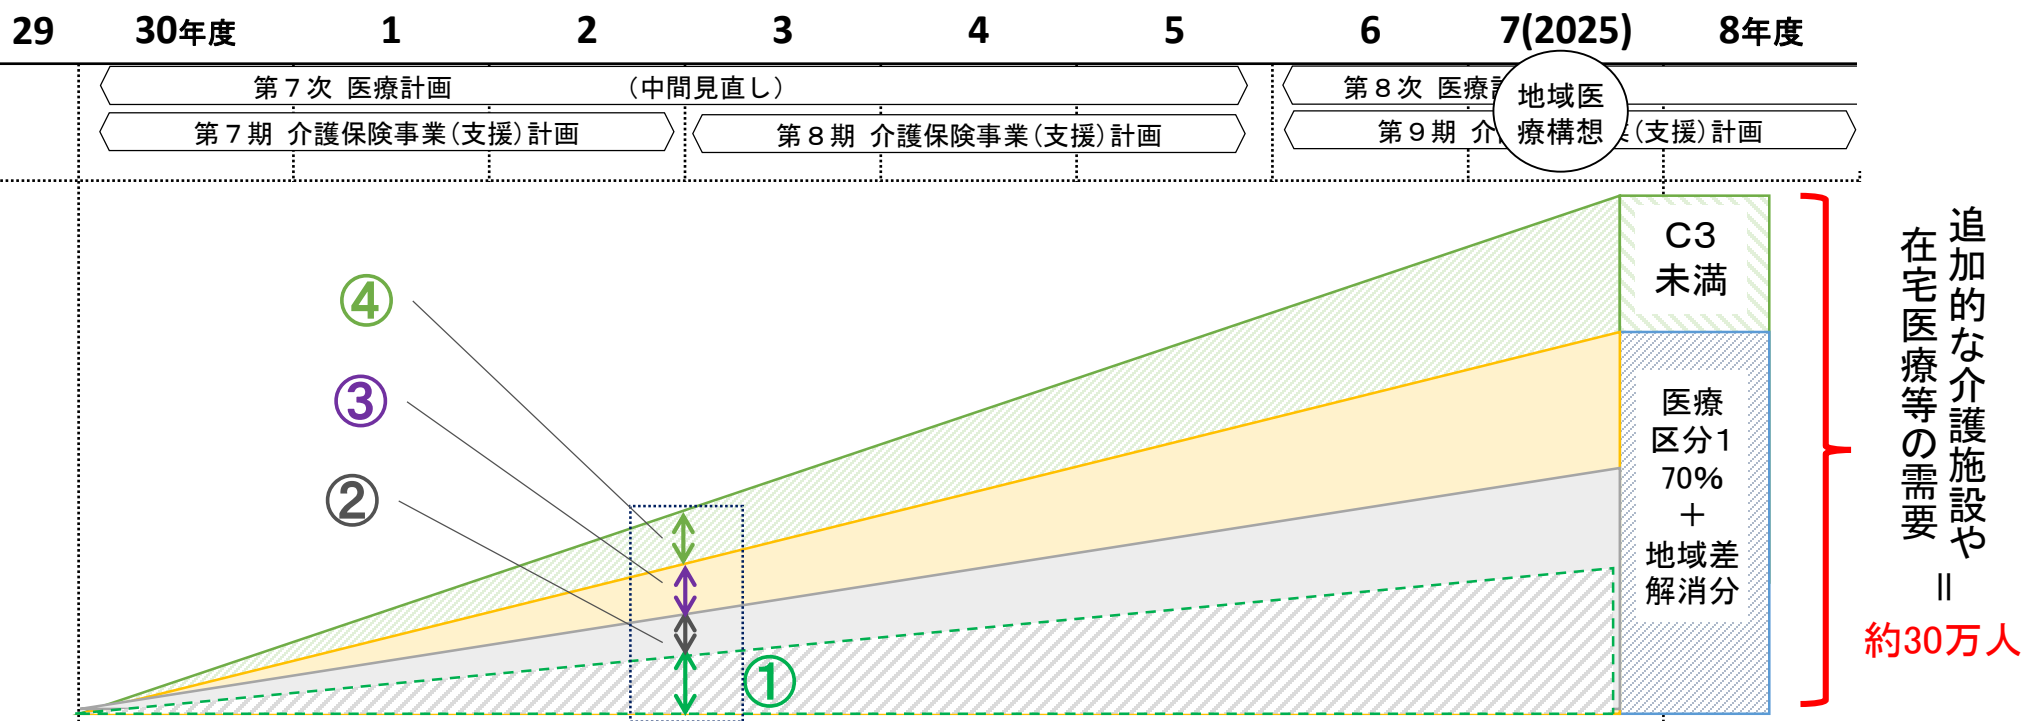 29 30年度 1 2 3 4 5 6 7(2025) 8年度
第7次 医療計画 (中間見直し) 第8次 医療計
第7期 介護保険事業(支援)計画 第8期 介護保険事業(支援)計画 第9期 介 業(支援)計画
地域医
療構想
④
③
②
①
C3
未満
医療
区分1
70%
+
地域差
解消分
追加的な介護施設や
在宅医療等の需要
=
約30万人